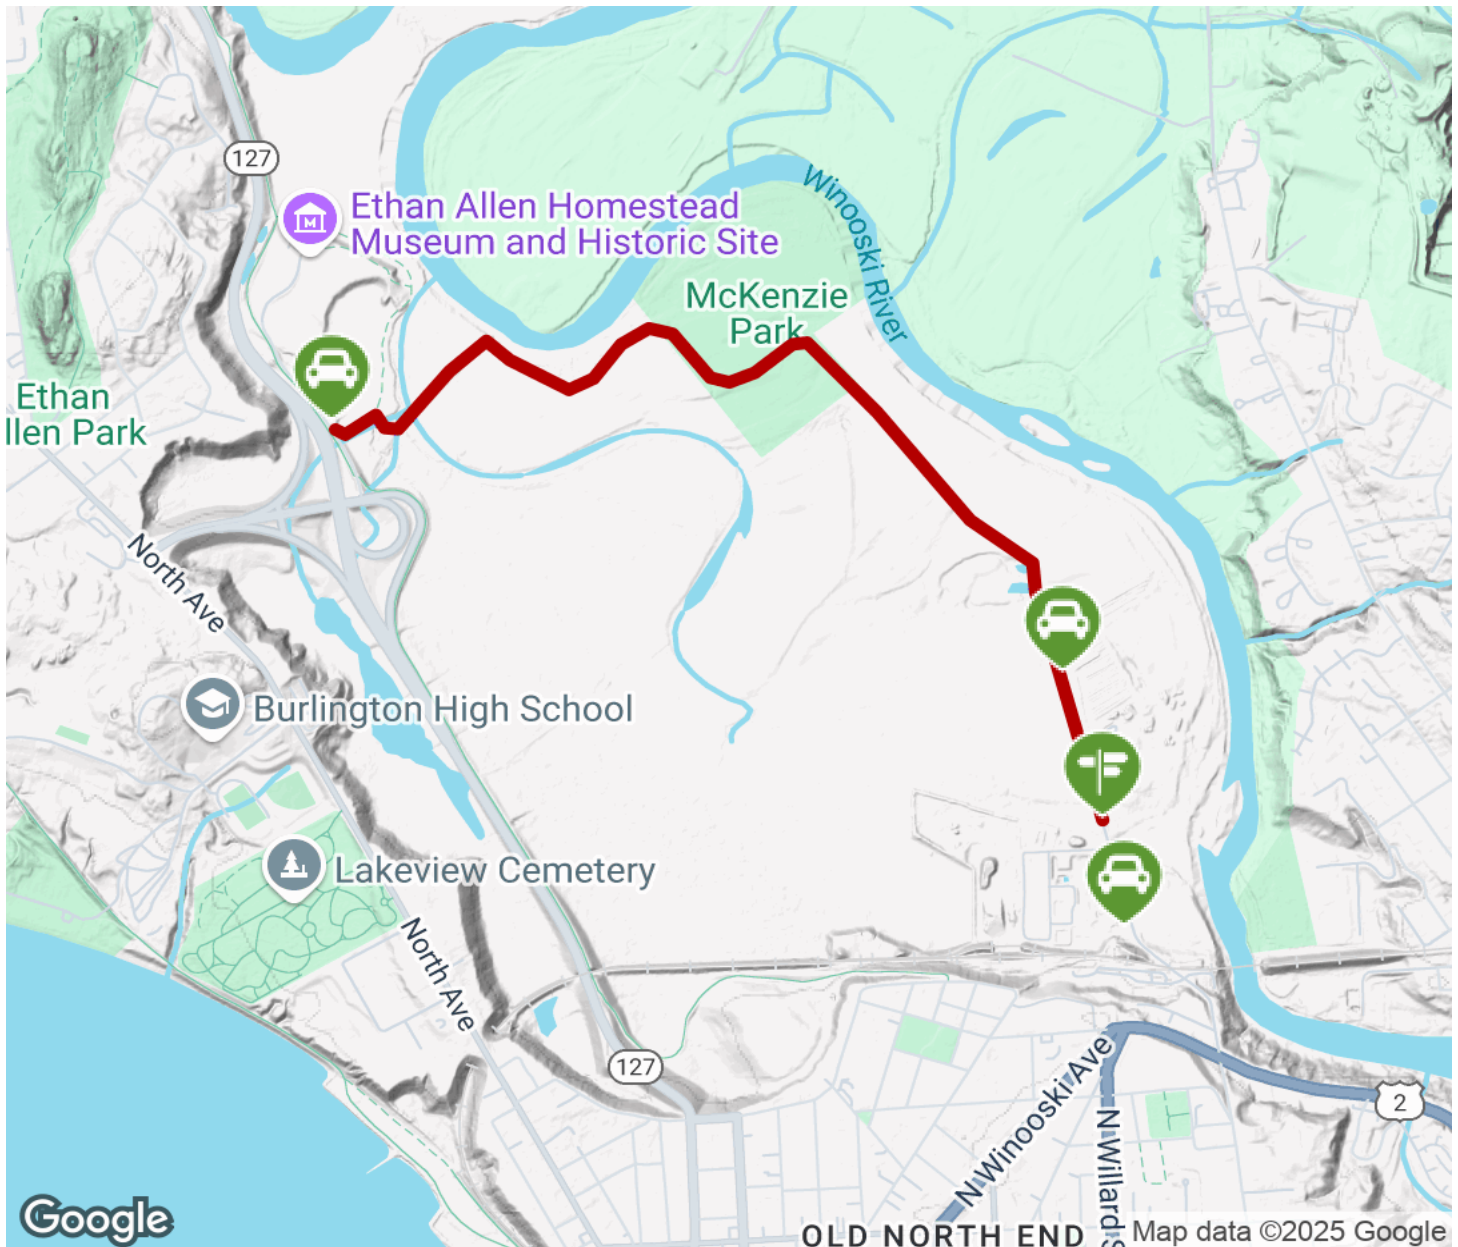 127
Ethan Allen Homestead
Museum and Historic Site
Winooski River
McKenzie
Park
Ethan
llen Park
North Ave
Burlington High School
Lakeview Cemetery
North Ave
127
N Winooski Ave
N Willard S
2
OLD NORTH END
Google
Map data ©2025 Google